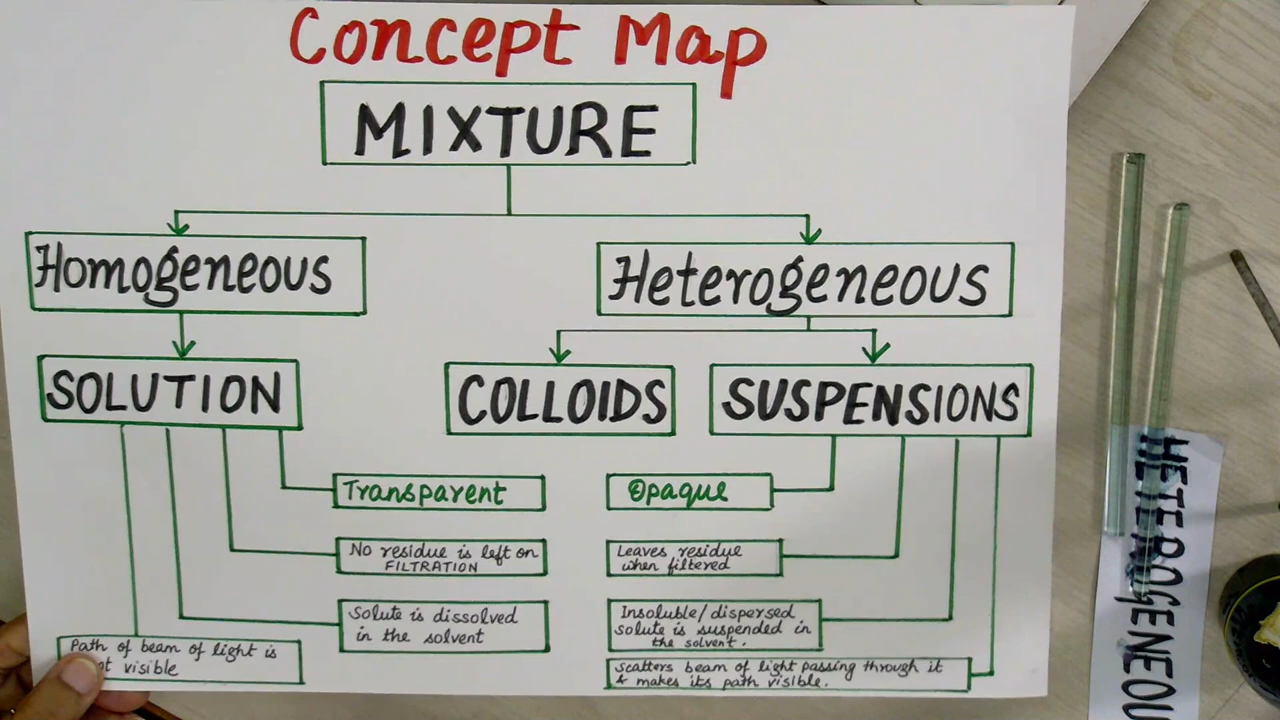 Concept Map
MIXTURE
Homogeneous
Heterogeneous
SOLUTION
COLLOIDS
SUSPENSIONS
Transparent
No residue is left on
FILTRATION
Solute is dissolved
in the solvent
Path of beam of light is
visible
Opaque
Leaves residue
when filtered
Insoluble/dispersed
solute is suspended in
the solvent.
Scatters beam of light passing through it
& makes its path visible.
HETEROGENEOU